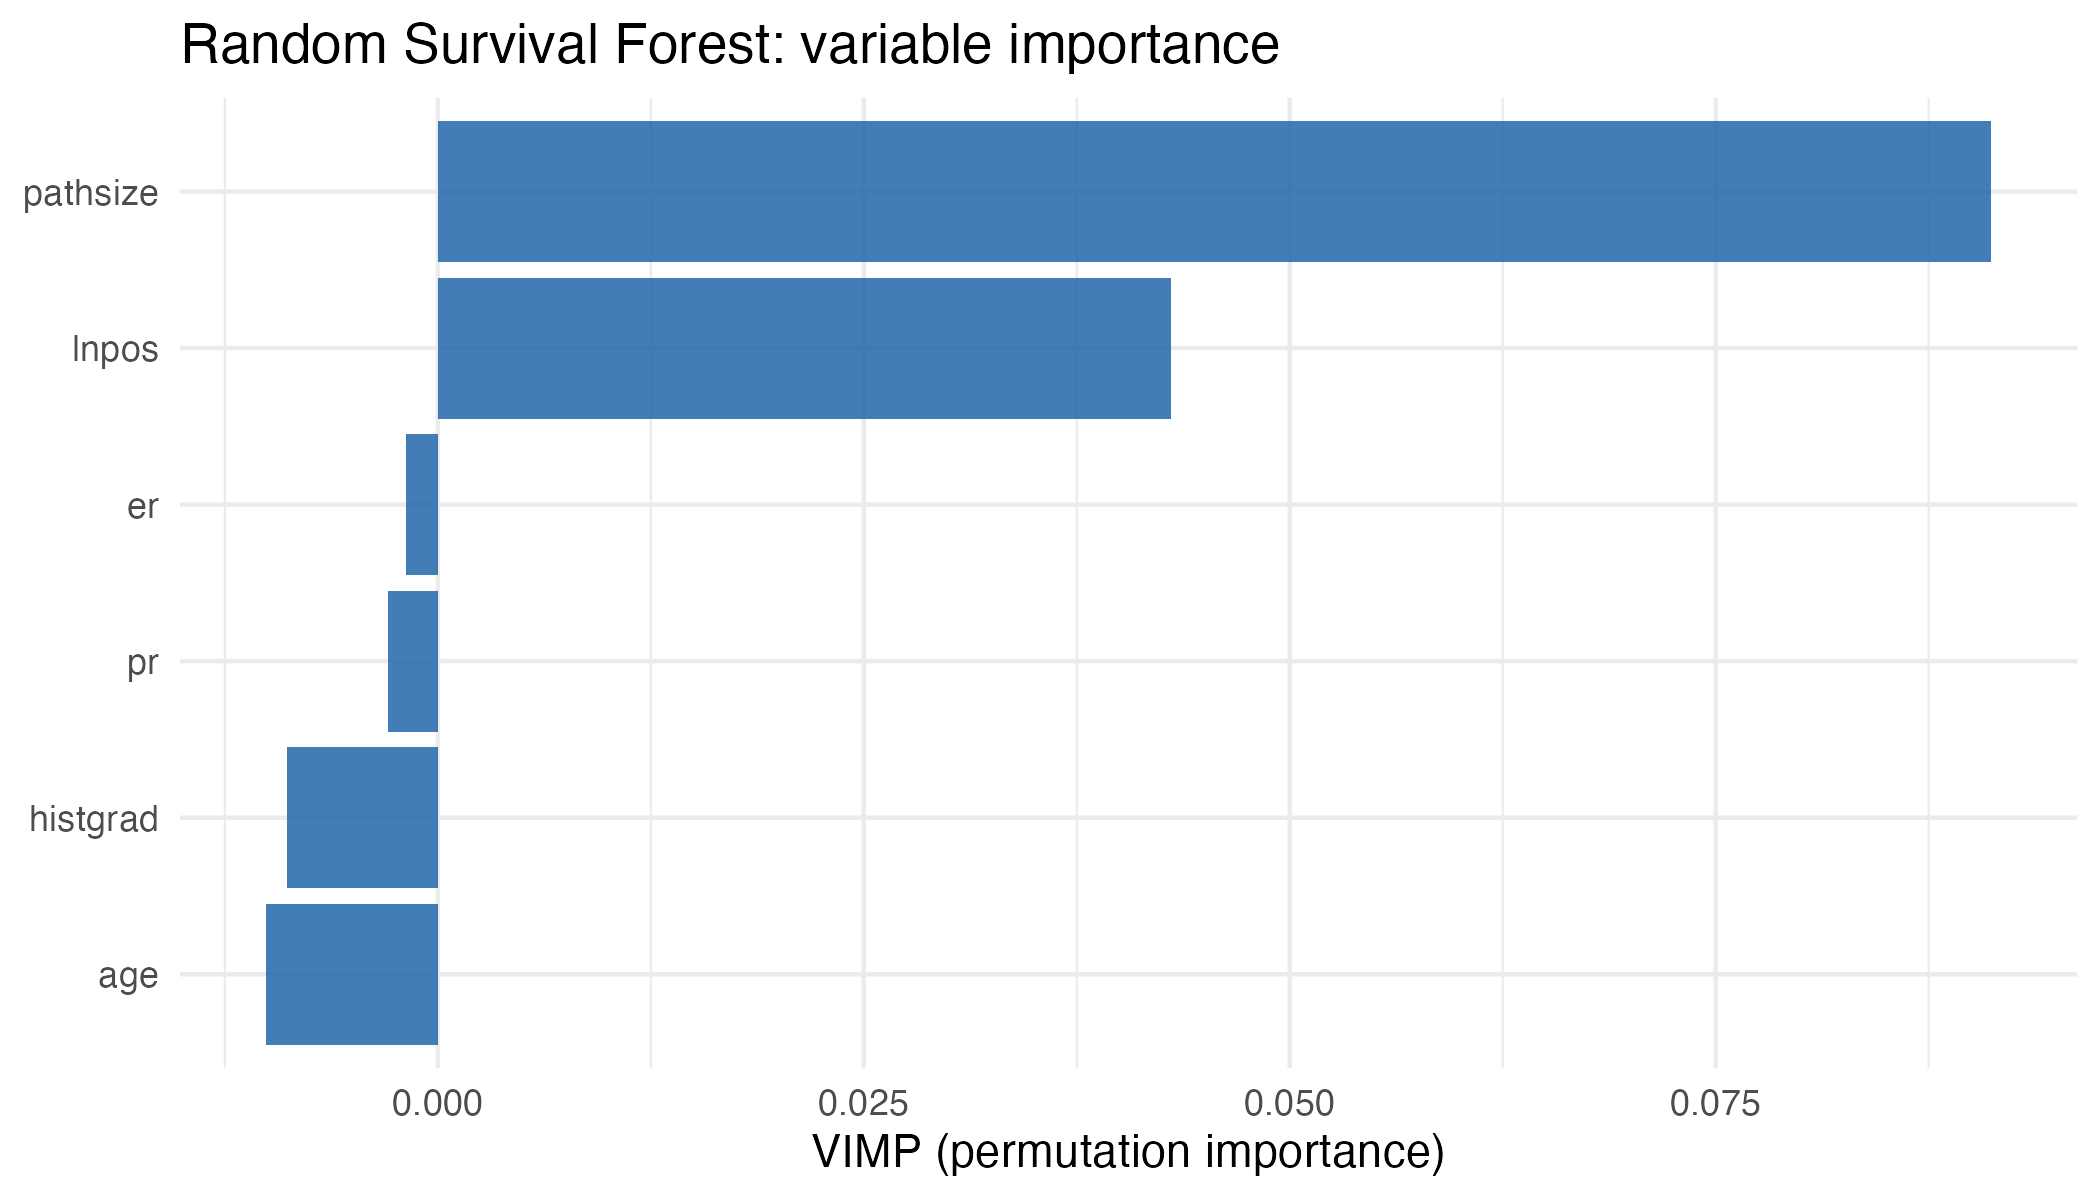 Random Survival Forest: variable importance
pathsize
lnpos
er
pr
histgrad
age
0.000 0.025 0.050 0.075
VIMP (permutation importance)